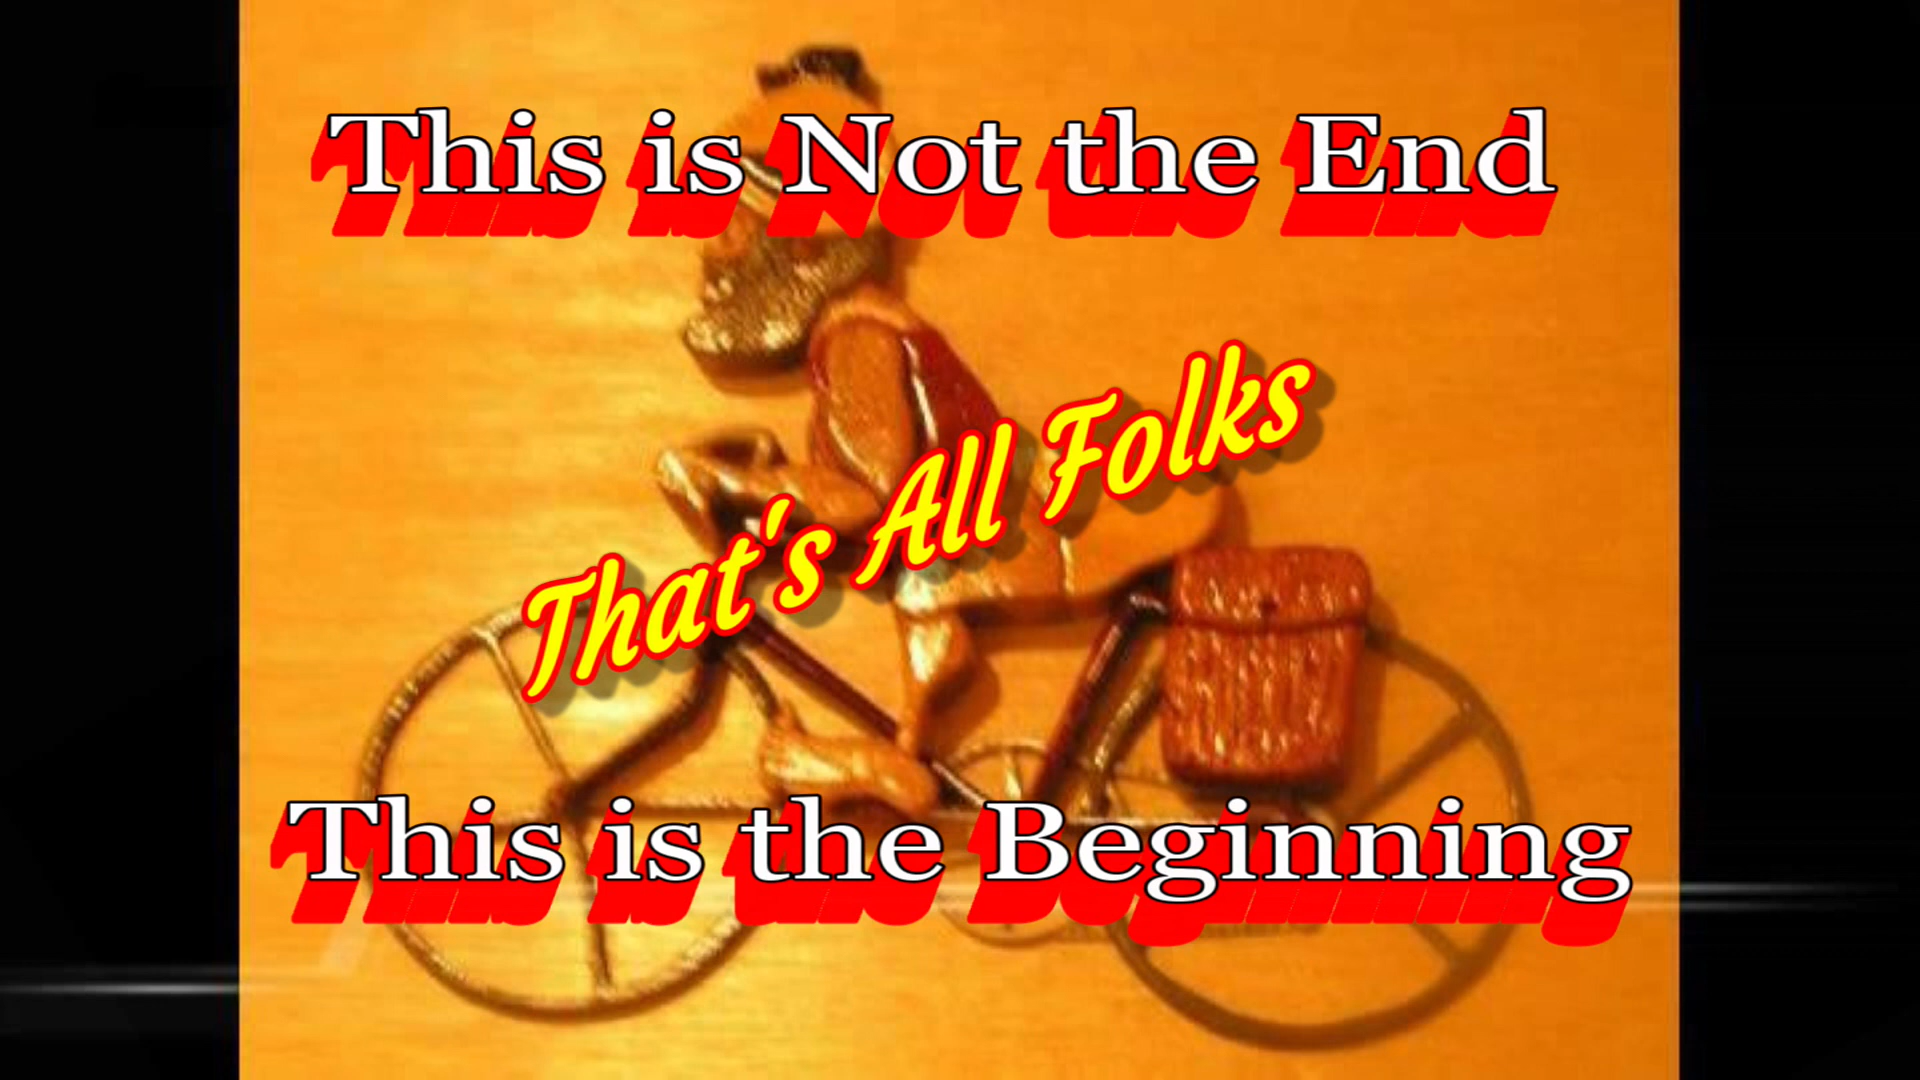 This is Not the End
That's All Folks
This is the Beginning